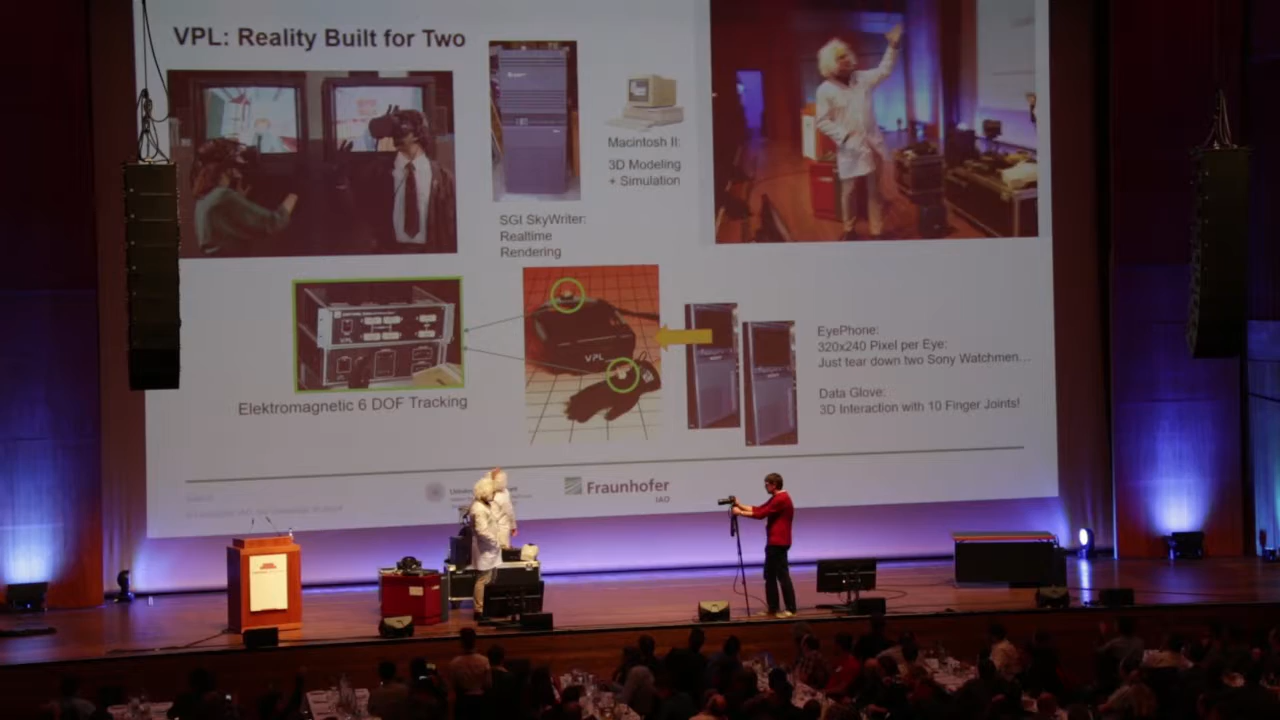 VPL: Reality Built for Two
Macintosh II:
3D Modeling
+ Simulation
SGI SkyWriter:
Realtime
Rendering
VPL
VPL
Elektromagnetic 6 DOF Tracking
EyePhone:
320x240 Pixel per Eye:
Just tear down two Sony Watchmen...
Data Glove:
3D Interaction with 10 Finger Joints!
Fraunhofer
IAO